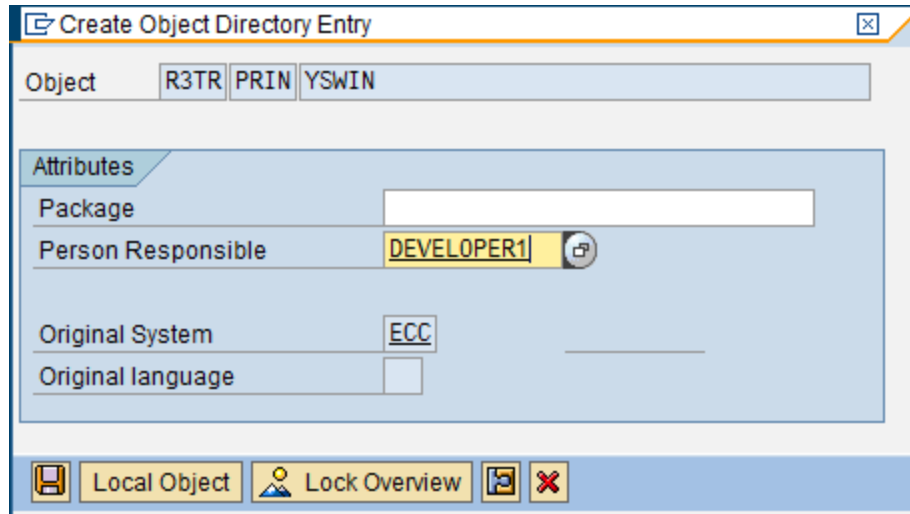 Create Object Directory Entry
Object R3TR PRIN YSWIN
Attributes
Package
Person Responsible DEVELOPER1
Original System ECC
Original language
Local Object Lock Overview